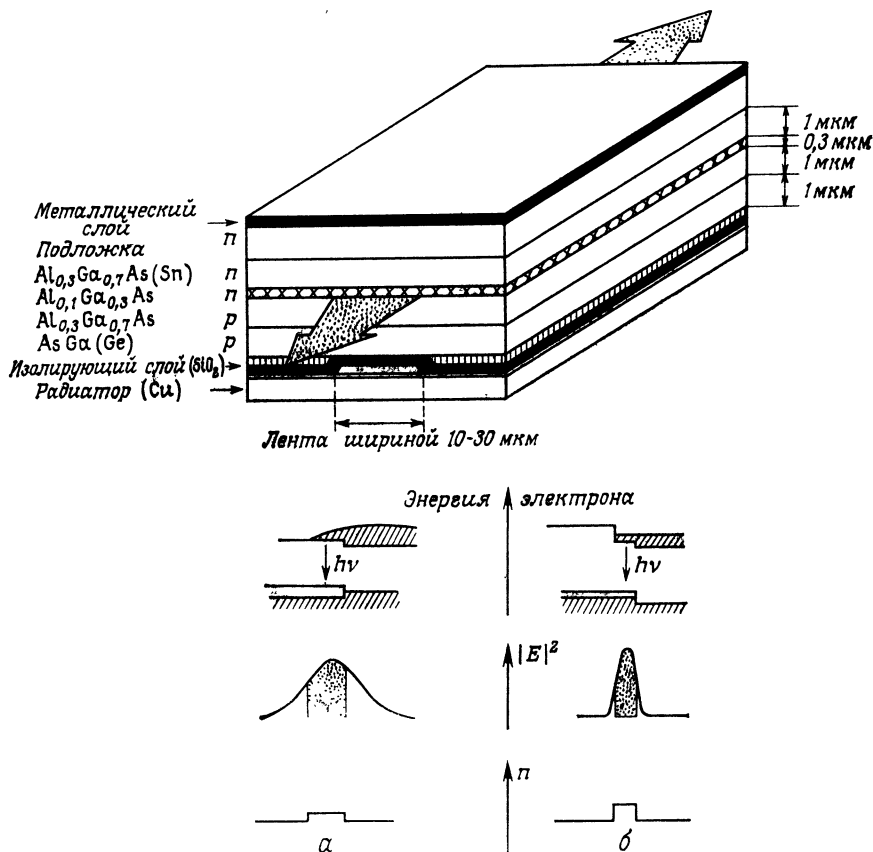 1 мкм
0,3 мкм
1 мкм
1 мкм
Металлический
слой
Подложка n
Al0,3Ga0,7As(Sn) n
Al0,1Ga0,3As n
Al0,3Ga0,7As p
AsGa(Ge) p
Изолирующий слой(SiO2)
Радиатор (Cu)
Лента шириной 10-30 мкм
Энергия электрона
hν hν
|E|²
n
а б